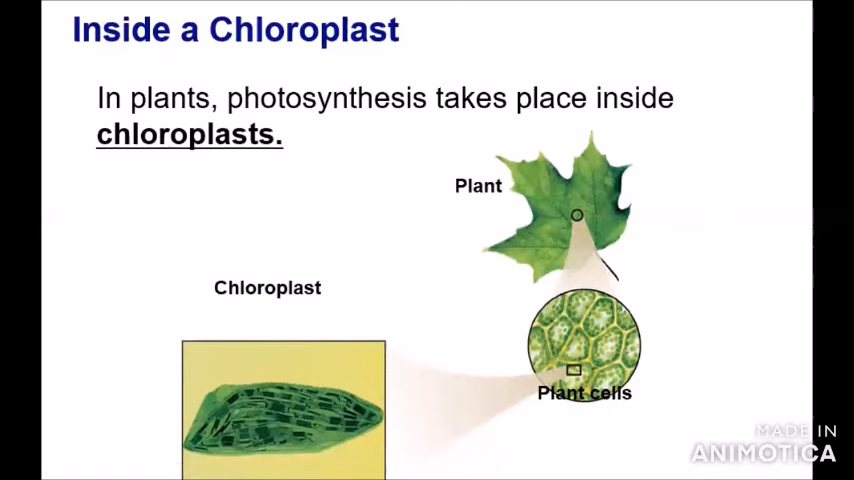 Inside a Chloroplast
In plants, photosynthesis takes place inside
chloroplasts.
Plant
Chloroplast
Plant cells
MADE IN
ANIMOTICA